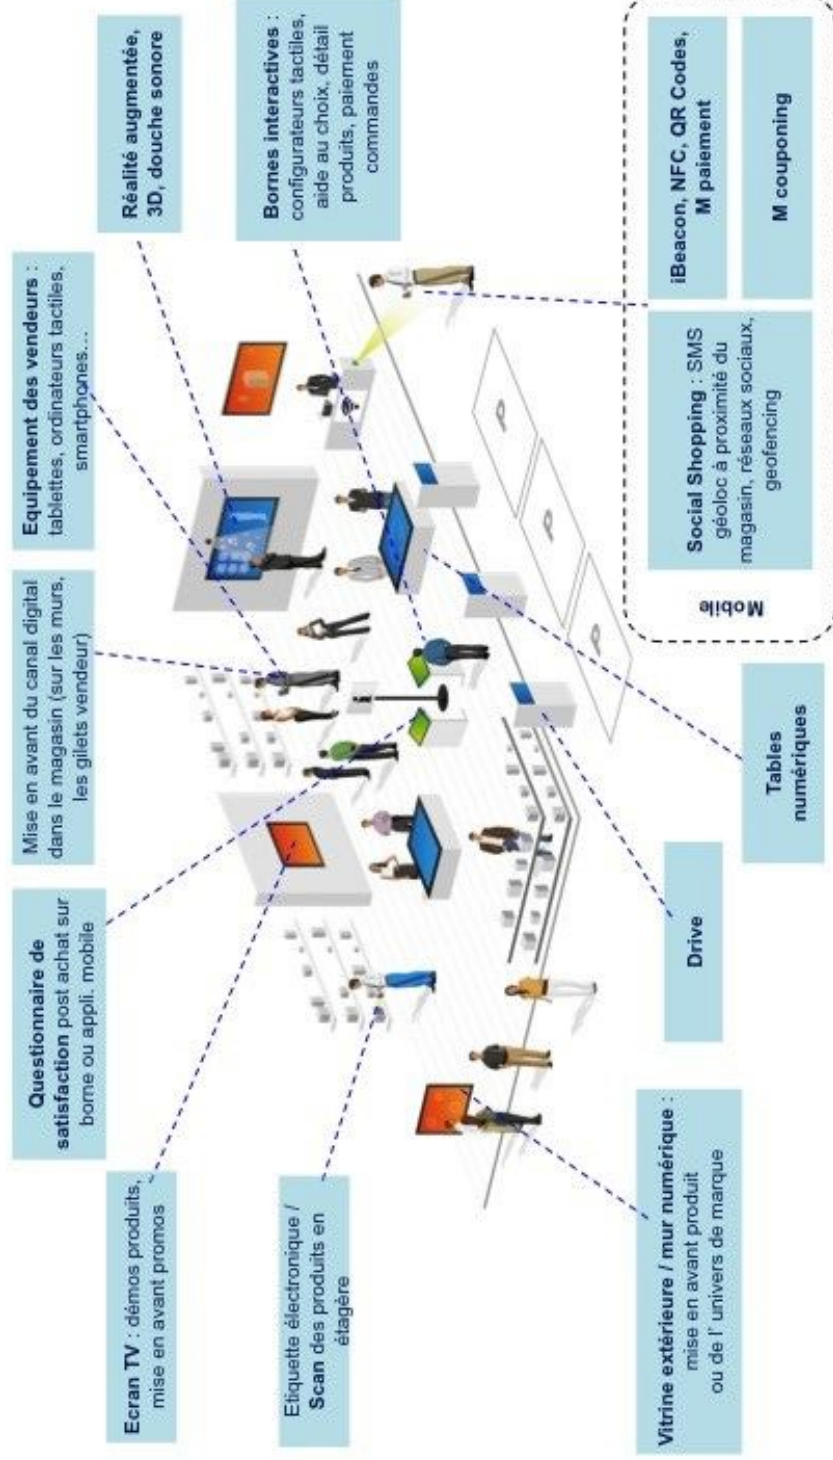 Ecran TV : démos produits,
mise en avant promos
Questionnaire de
satisfaction post achat sur
borne ou appli. mobile
Mise en avant du canal digital
dans le magasin (sur les murs,
les gilets vendeur)
Equipement des vendeurs :
tablettes, ordinateurs tactiles,
smartphones...
Réalité augmentée,
3D, douche sonore
Bornes interactives :
configurateurs tactiles,
aide au choix, détail
produits, paiement
commandes
Etiquette électronique /
Scan des produits en
étagère
Vitrine extérieure / mur numérique :
mise en avant produit
ou de l' univers de marque
Drive
Tables
numériques
P
P
P
Mobile
Social Shopping : SMS
géoloc à proximité du
magasin, réseaux sociaux,
geofencing
iBeacon, NFC, QR Codes,
M paiement
M couponing